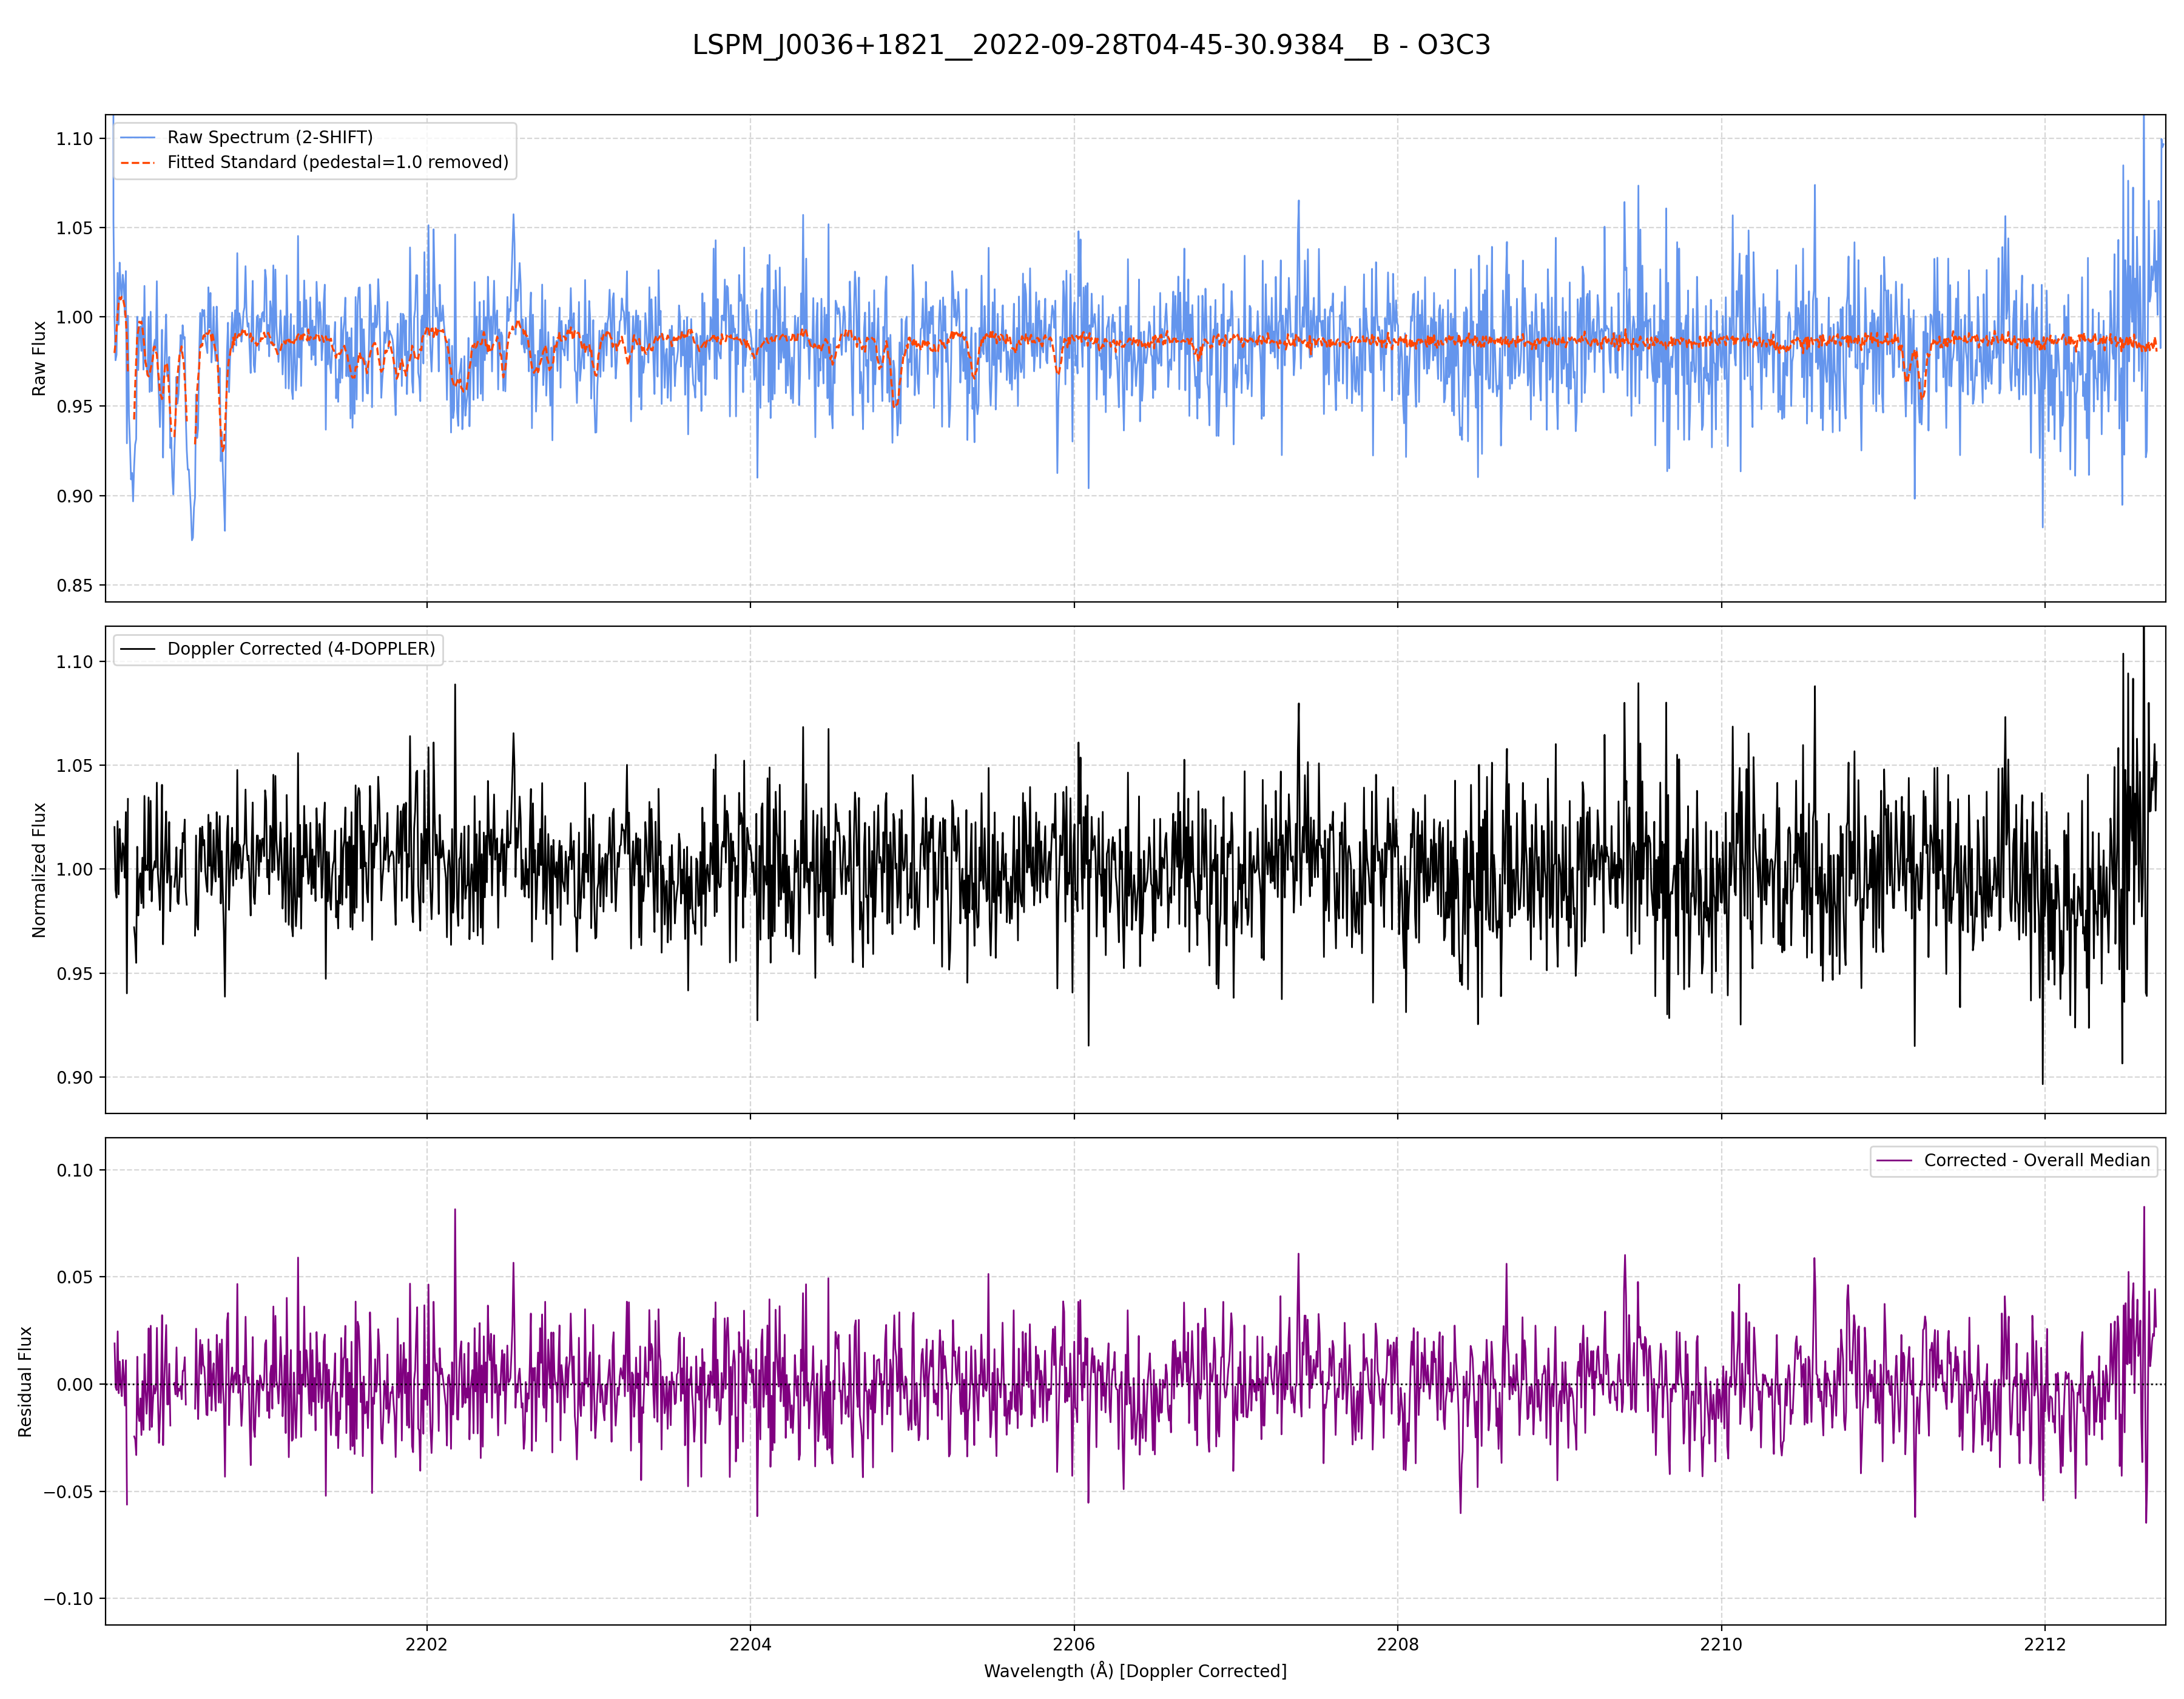 LSPM_J0036+1821__2022-09-28T04-45-30.9384__B - O3C3
Raw Spectrum (2-SHIFT)
Fitted Standard (pedestal=1.0 removed)
1.10
1.05
1.00
0.95
0.90
0.85
Raw Flux
Doppler Corrected (4-DOPPLER)
1.10
1.05
1.00
0.95
0.90
Normalized Flux
Corrected - Overall Median
0.10
0.05
0.00
−0.05
−0.10
Residual Flux
2202
2204
2206
2208
2210
2212
Wavelength (Å) [Doppler Corrected]